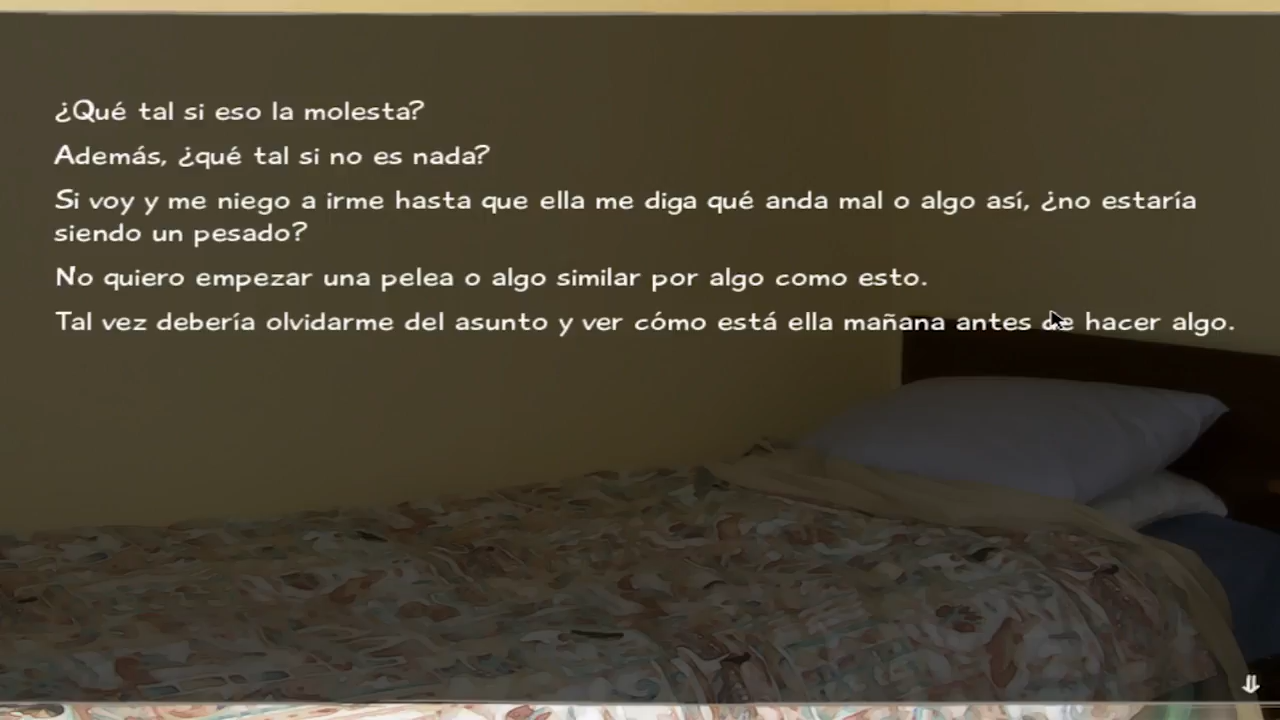 ¿Qué tal si eso la molesta?
Además, ¿qué tal si no es nada?
Si voy y me niego a irme hasta que ella me diga qué anda mal o algo así, ¿no estaría
siendo un pesado?
No quiero empezar una pelea o algo similar por algo como esto.
Tal vez debería olvidarme del asunto y ver cómo está ella mañana antes de hacer algo.